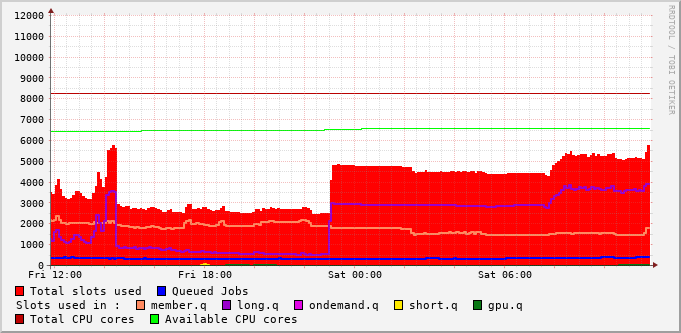 12000
11000
10000
9000
8000
7000
6000
5000
4000
3000
2000
1000
0
Fri 12:00 Fri 18:00 Sat 00:00 Sat 06:00
Total slots used Queued Jobs
Slots used in : member.q long.q ondemand.q short.q gpu.q
Total CPU cores Available CPU cores
RRDTOOL / TOBI OETIKER